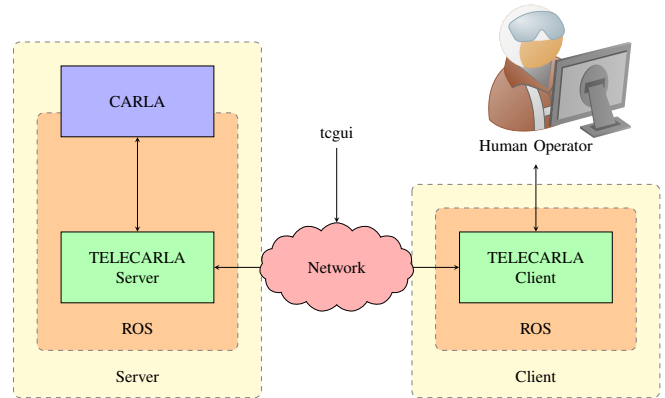 CARLA
TELECARLA
Server
ROS
Server
tcgui
Network
Human Operator
TELECARLA
Client
ROS
Client